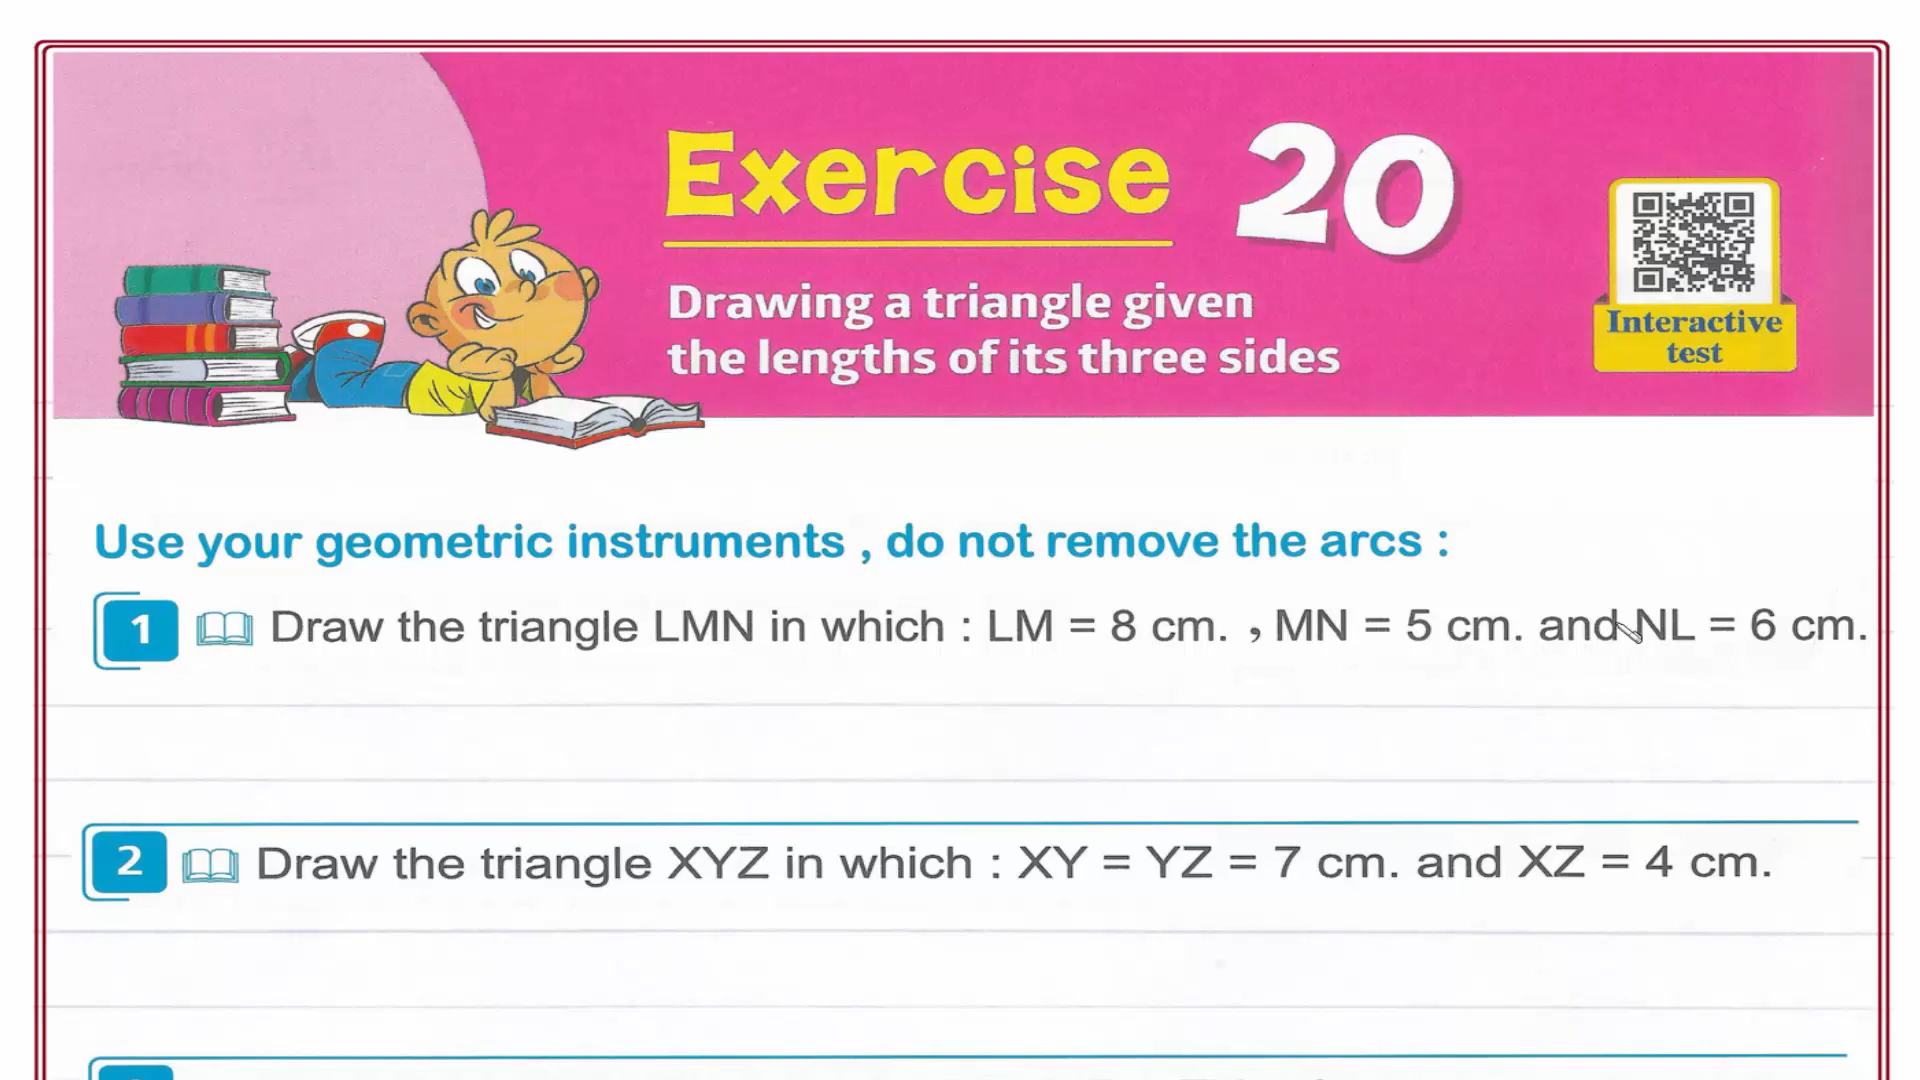 Exercise 20
Drawing a triangle given
the lengths of its three sides
Interactive
test
Use your geometric instruments , do not remove the arcs :
1 Draw the triangle LMN in which : LM = 8 cm. , MN = 5 cm. and NL = 6 cm.
2 Draw the triangle XYZ in which : XY = YZ = 7 cm. and XZ = 4 cm.